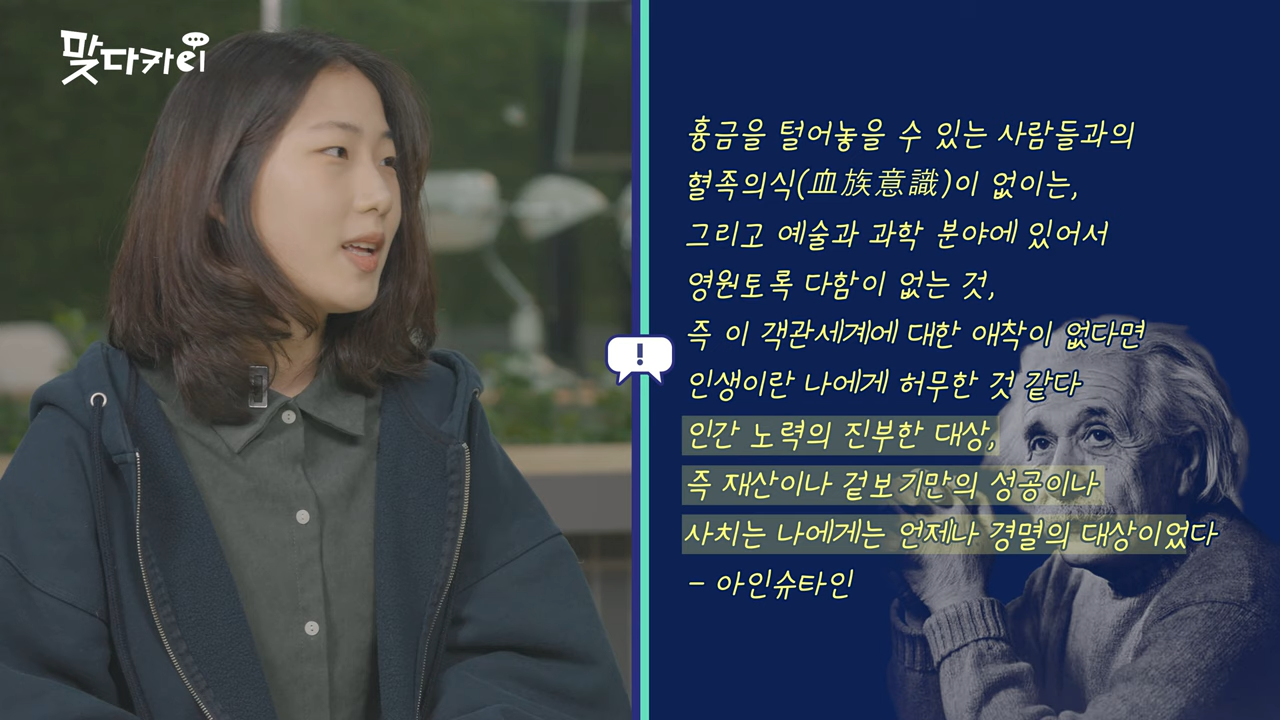 맞다카이
흉금을 털어놓을 수 있는 사람들과의
혈족의식(血族意識)이 없이는,
그리고 예술과 과학 분야에 있어서
영원토록 다함이 없는 것,
즉 이 객관세계에 대한 애착이 없다면
인생이란 나에게 허무한 것 같다
인간 노력의 진부한 대상,
즉 재산이나 겉보기만의 성공이나
사치는 나에게는 언제나 경멸의 대상이었다
- 아인슈타인
!